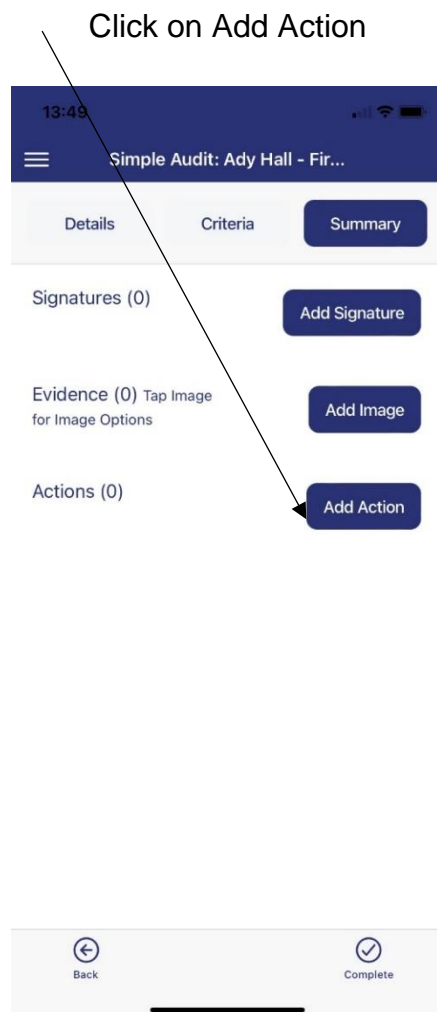 Click on Add Action
13:49
Simple Audit: Ady Hall - Fir...
Details Criteria Summary
Signatures (0) Add Signature
Evidence (0) Tap Image
for Image Options
Add Image
Actions (0) Add Action
Back Complete